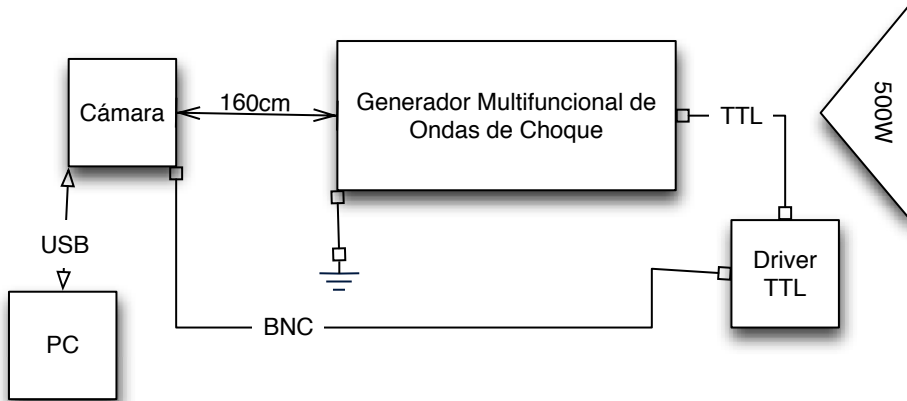 Cámara
160cm
Generador Multifuncional de
Ondas de Choque
TTL
500W
USB
Driver
TTL
BNC
PC